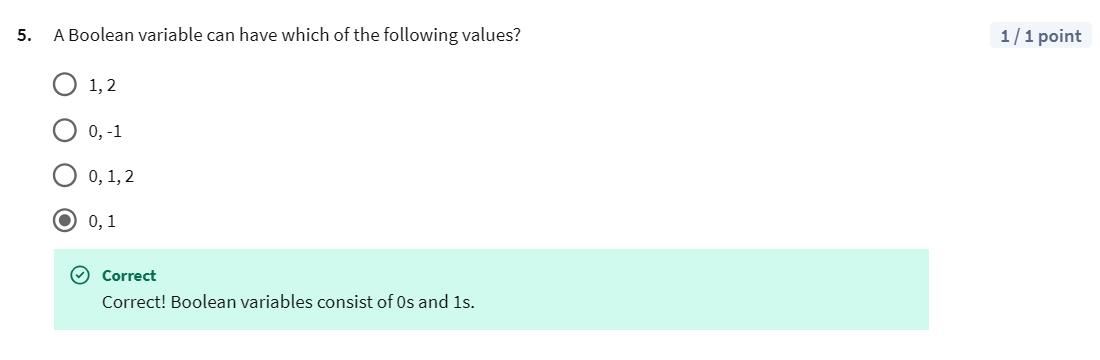 5. A Boolean variable can have which of the following values?
1 / 1 point
1, 2
0, -1
0, 1, 2
0, 1
Correct
Correct! Boolean variables consist of 0s and 1s.